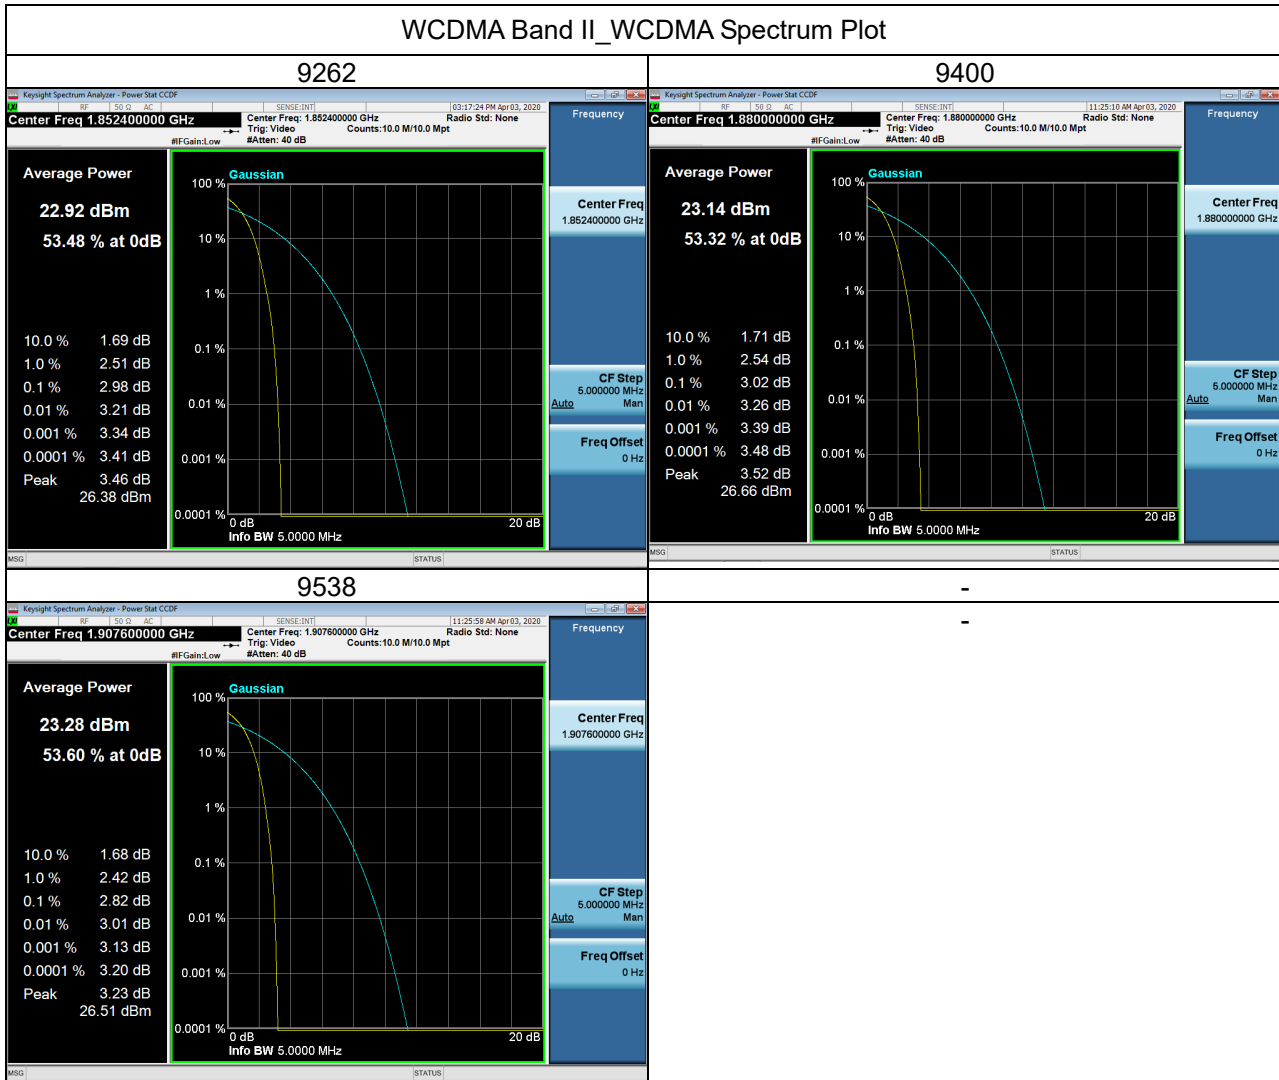 WCDMA Band II_WCDMA Spectrum Plot
9262
9400
Keysight Spectrum Analyzer - Power Stat CCDF
RF 50 Ω AC SENSE:INT 03:17:24 PM Apr 03, 2020
Center Freq 1.852400000 GHz
Center Freq: 1.852400000 GHz Radio Std: None
Trig: Video Counts:10.0 M/10.0 Mpt
#IFGain:Low #Atten: 40 dB
Frequency
Average Power
22.92 dBm
53.48 % at 0dB
10.0 % 1.69 dB
1.0 % 2.51 dB
0.1 % 2.98 dB
0.01 % 3.21 dB
0.001 % 3.34 dB
0.0001 % 3.41 dB
Peak 3.46 dB
26.38 dBm
Gaussian
100 %
10 %
1 %
0.1 %
0.01 %
0.001 %
0.0001 %
0 dB 20 dB
Info BW 5.0000 MHz
Center Freq
1.852400000 GHz
CF Step
5.000000 MHz
Auto Man
Freq Offset
0 Hz
MSG STATUS
Keysight Spectrum Analyzer - Power Stat CCDF
RF 50 Ω AC SENSE:INT 11:25:10 AM Apr 03, 2020
Center Freq 1.880000000 GHz
Center Freq: 1.880000000 GHz Radio Std: None
Trig: Video Counts:10.0 M/10.0 Mpt
#IFGain:Low #Atten: 40 dB
Frequency
Average Power
23.14 dBm
53.32 % at 0dB
10.0 % 1.71 dB
1.0 % 2.54 dB
0.1 % 3.02 dB
0.01 % 3.26 dB
0.001 % 3.39 dB
0.0001 % 3.48 dB
Peak 3.52 dB
26.66 dBm
Gaussian
100 %
10 %
1 %
0.1 %
0.01 %
0.001 %
0.0001 %
0 dB 20 dB
Info BW 5.0000 MHz
Center Freq
1.880000000 GHz
CF Step
5.000000 MHz
Auto Man
Freq Offset
0 Hz
MSG STATUS
9538
-
-
Keysight Spectrum Analyzer - Power Stat CCDF
RF 50 Ω AC SENSE:INT 11:25:58 AM Apr 03, 2020
Center Freq 1.907600000 GHz
Center Freq: 1.907600000 GHz Radio Std: None
Trig: Video Counts:10.0 M/10.0 Mpt
#IFGain:Low #Atten: 40 dB
Frequency
Average Power
23.28 dBm
53.60 % at 0dB
10.0 % 1.68 dB
1.0 % 2.42 dB
0.1 % 2.82 dB
0.01 % 3.01 dB
0.001 % 3.13 dB
0.0001 % 3.20 dB
Peak 3.23 dB
26.51 dBm
Gaussian
100 %
10 %
1 %
0.1 %
0.01 %
0.001 %
0.0001 %
0 dB 20 dB
Info BW 5.0000 MHz
Center Freq
1.907600000 GHz
CF Step
5.000000 MHz
Auto Man
Freq Offset
0 Hz
MSG STATUS